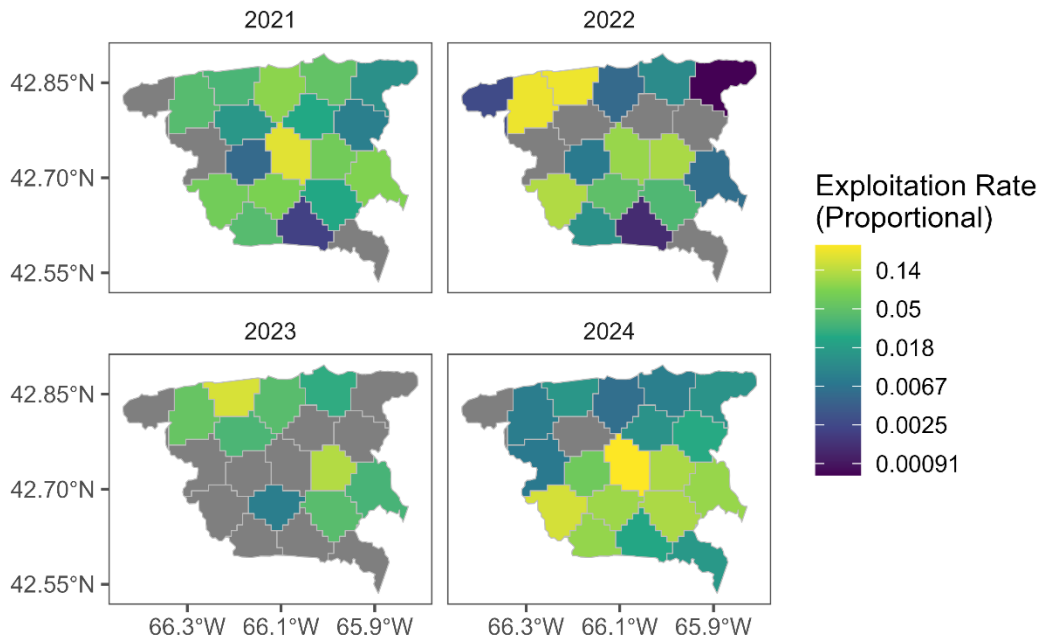 2021
2022
42.85°N
42.70°N
42.55°N
2023
2024
42.85°N
42.70°N
42.55°N
66.3°W 66.1°W 65.9°W
66.3°W 66.1°W 65.9°W
Exploitation Rate
(Proportional)
0.14
0.05
0.018
0.0067
0.0025
0.00091